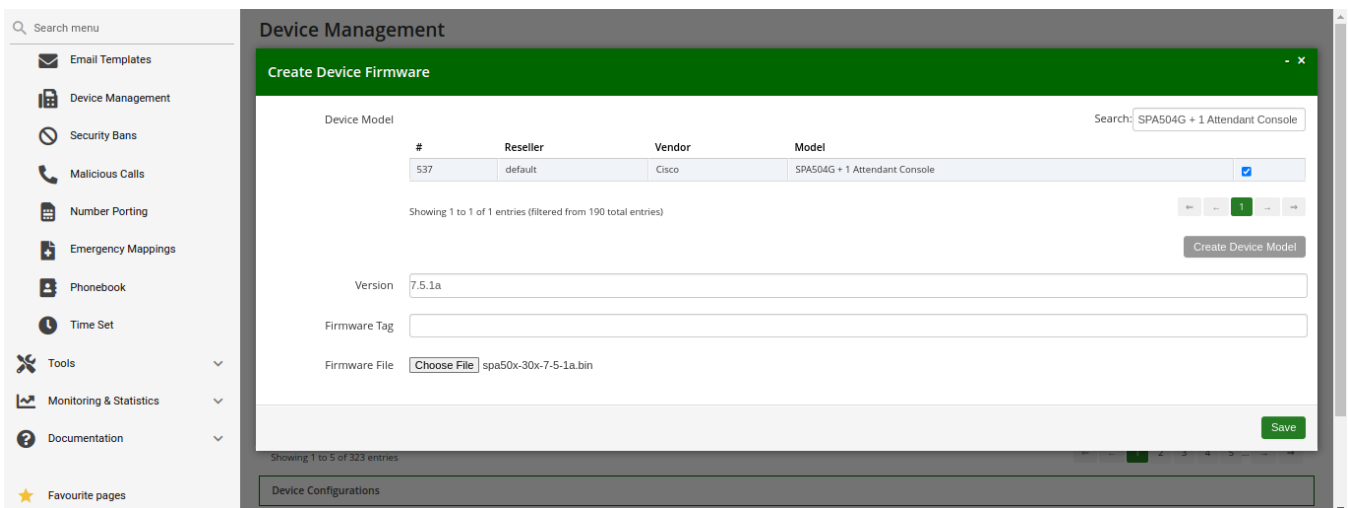 Search menu
Email Templates
Device Management
Security Bans
Malicious Calls
Number Porting
Emergency Mappings
Phonebook
Time Set
Tools
Monitoring & Statistics
Documentation
Favourite pages
Device Management
Create Device Firmware
- ×
Device Model
Search: SPA504G + 1 Attendant Console
# Reseller Vendor Model
537 default Cisco SPA504G + 1 Attendant Console
Showing 1 to 1 of 1 entries (filtered from 190 total entries)
⇐ ← 1 → ⇒
Create Device Model
Version 7.5.1a
Firmware Tag
Firmware File Choose File spa50x-30x-7-5-1a.bin
Save
Showing 1 to 5 of 323 entries
⇐ ← 1 2 3 4 5 ... → ⇒
Device Configurations